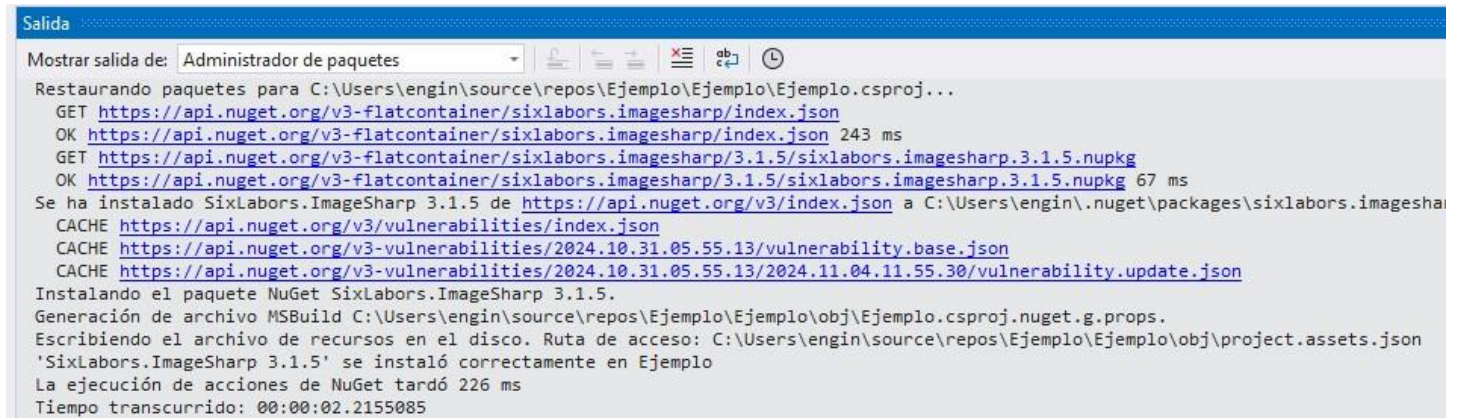 Salida
Mostrar salida de: Administrador de paquetes
Restaurando paquetes para C:\Users\engin\source\repos\Ejemplo\Ejemplo\Ejemplo.csproj...
GET https://api.nuget.org/v3-flatcontainer/sixlabors.imagesharp/index.json
OK https://api.nuget.org/v3-flatcontainer/sixlabors.imagesharp/index.json 243 ms
GET https://api.nuget.org/v3-flatcontainer/sixlabors.imagesharp/3.1.5/sixlabors.imagesharp.3.1.5.nupkg
OK https://api.nuget.org/v3-flatcontainer/sixlabors.imagesharp/3.1.5/sixlabors.imagesharp.3.1.5.nupkg 67 ms
Se ha instalado SixLabors.ImageSharp 3.1.5 de https://api.nuget.org/v3/index.json a C:\Users\engin\.nuget\packages\sixlabors.imageshar
CACHE https://api.nuget.org/v3/vulnerabilities/index.json
CACHE https://api.nuget.org/v3-vulnerabilities/2024.10.31.05.55.13/vulnerability.base.json
CACHE https://api.nuget.org/v3-vulnerabilities/2024.10.31.05.55.13/2024.11.04.11.55.30/vulnerability.update.json
Instalando el paquete NuGet SixLabors.ImageSharp 3.1.5.
Generación de archivo MSBuild C:\Users\engin\source\repos\Ejemplo\Ejemplo\obj\Ejemplo.csproj.nuget.g.props.
Escribiendo el archivo de recursos en el disco. Ruta de acceso: C:\Users\engin\source\repos\Ejemplo\Ejemplo\obj\project.assets.json
'SixLabors.ImageSharp 3.1.5' se instaló correctamente en Ejemplo
La ejecución de acciones de NuGet tardó 226 ms
Tiempo transcurrido: 00:00:02.2155085